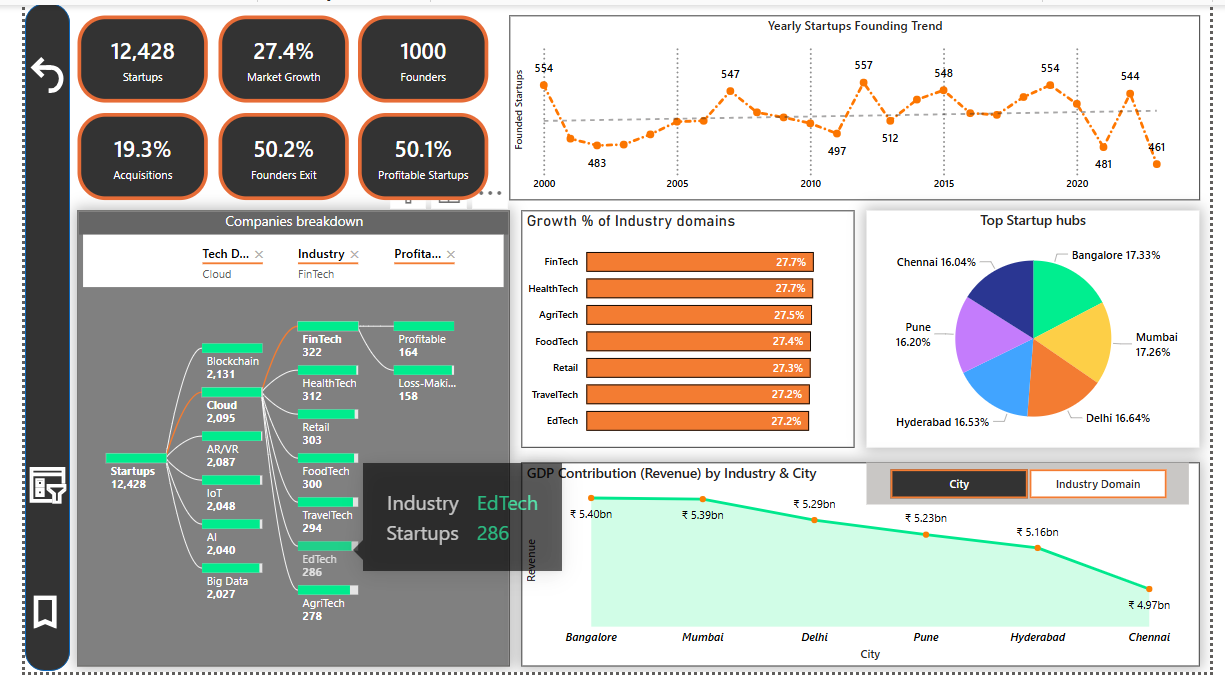 12,428
Startups
27.4%
Market Growth
1000
Founders
19.3%
Acquisitions
50.2%
Founders Exit
50.1%
Profitable Startups
Yearly Startups Founding Trend
Founded Startups
554
483
547
497
557
512
548
554
481
544
461
2000
2005
2010
2015
2020
Companies breakdown
Tech D...
Cloud
Industry
FinTech
Profita...
Startups
12,428
Blockchain
2,131
Cloud
2,095
AR/VR
2,087
IoT
2,048
AI
2,040
Big Data
2,027
FinTech
322
HealthTech
312
Retail
303
FoodTech
300
TravelTech
294
EdTech
286
AgriTech
278
Profitable
164
Loss-Maki...
158
Industry EdTech
Startups 286
Growth % of Industry domains
FinTech 27.7%
HealthTech 27.7%
AgriTech 27.5%
FoodTech 27.4%
Retail 27.3%
TravelTech 27.2%
EdTech 27.2%
Top Startup hubs
Bangalore 17.33%
Mumbai
17.26%
Delhi 16.64%
Hyderabad 16.53%
Pune
16.20%
Chennai 16.04%
GDP Contribution (Revenue) by Industry & City
City
Industry Domain
Revenue
₹ 5.40bn
₹ 5.39bn
₹ 5.29bn
₹ 5.23bn
₹ 5.16bn
₹ 4.97bn
Bangalore
Mumbai
Delhi
Pune
Hyderabad
Chennai
City